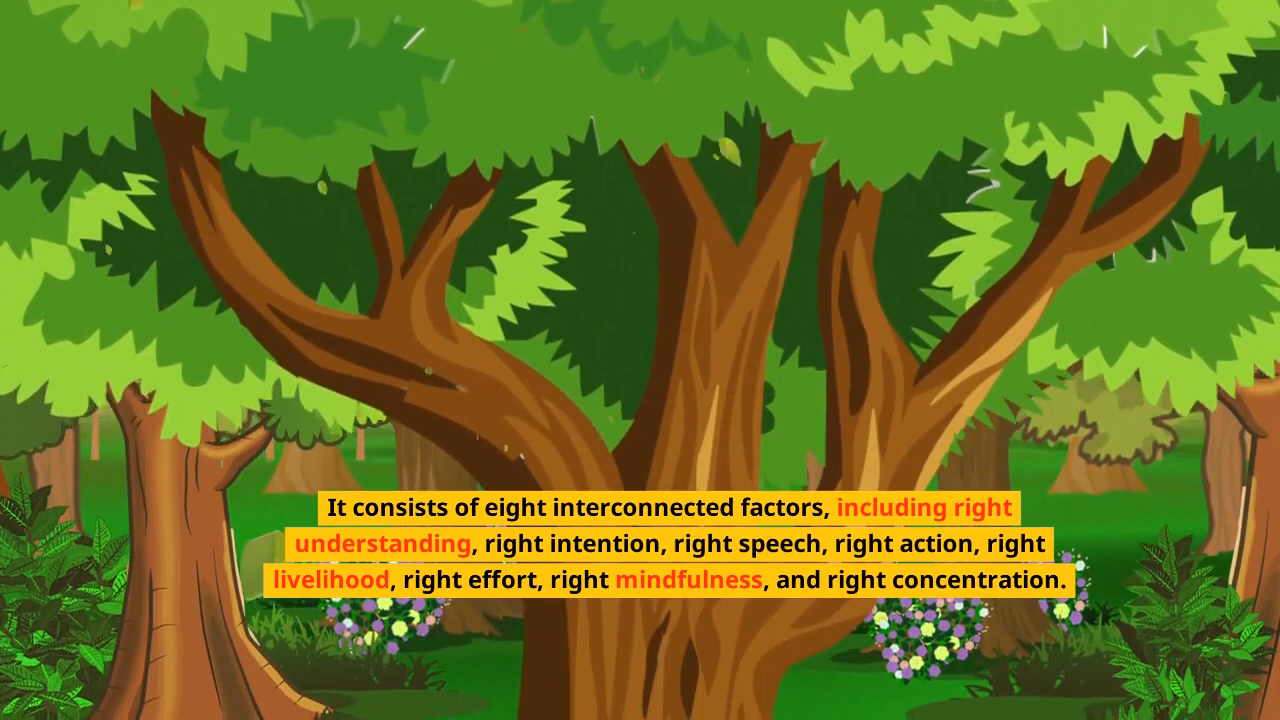 It consists of eight interconnected factors, including right
understanding, right intention, right speech, right action, right
livelihood, right effort, right mindfulness, and right concentration.